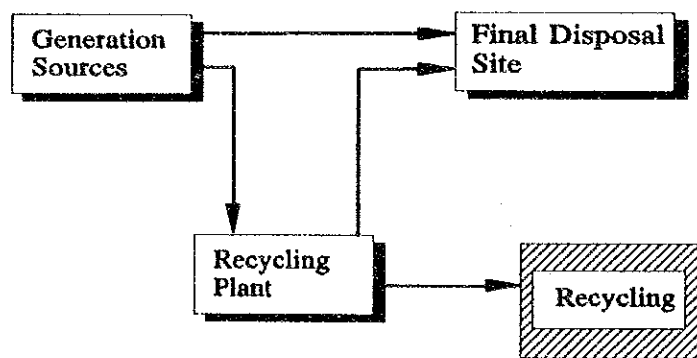 Generation
Sources
Final Disposal
Site
Recycling
Plant
Recycling